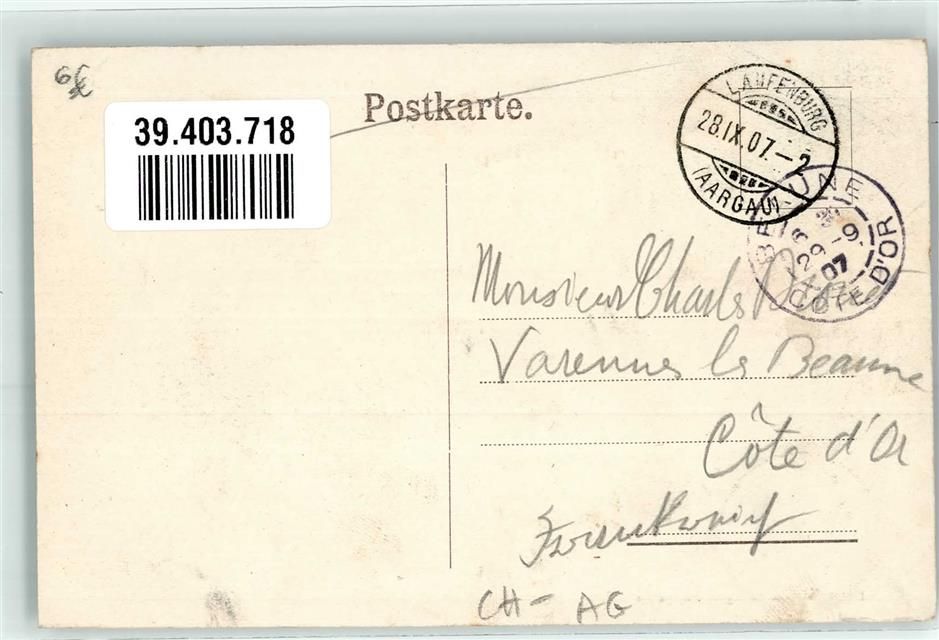 6€
39.403.718
Postkarte.
LAUFENBURG
28.IX.07.–2
(AARGAU)
BEAUNE
29 -9
07
COTE D'OR
Monsieur Charles
Varennes les Beaune
Côte d'Or
Frankreich
CH - AG